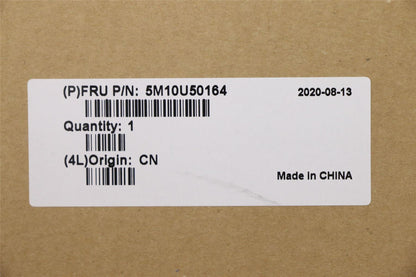 (P)FRU P/N: 5M10U50164
2020-08-13
Quantity: 1
(4L)Origin: CN
Made in CHINA